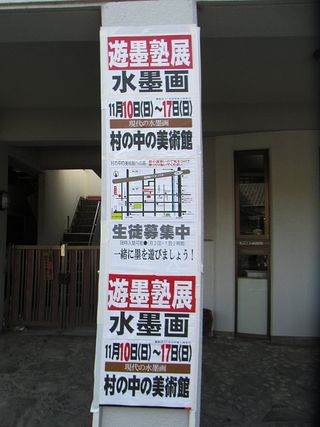 遊墨塾展
水墨画
11月10日(日)～17日(日)
現代の水墨画
村の中の美術館
生徒募集中
一緒に墨を遊びましょう！
遊墨塾展
水墨画
11月10日(日)～17日(日)
現代の水墨画
村の中の美術館